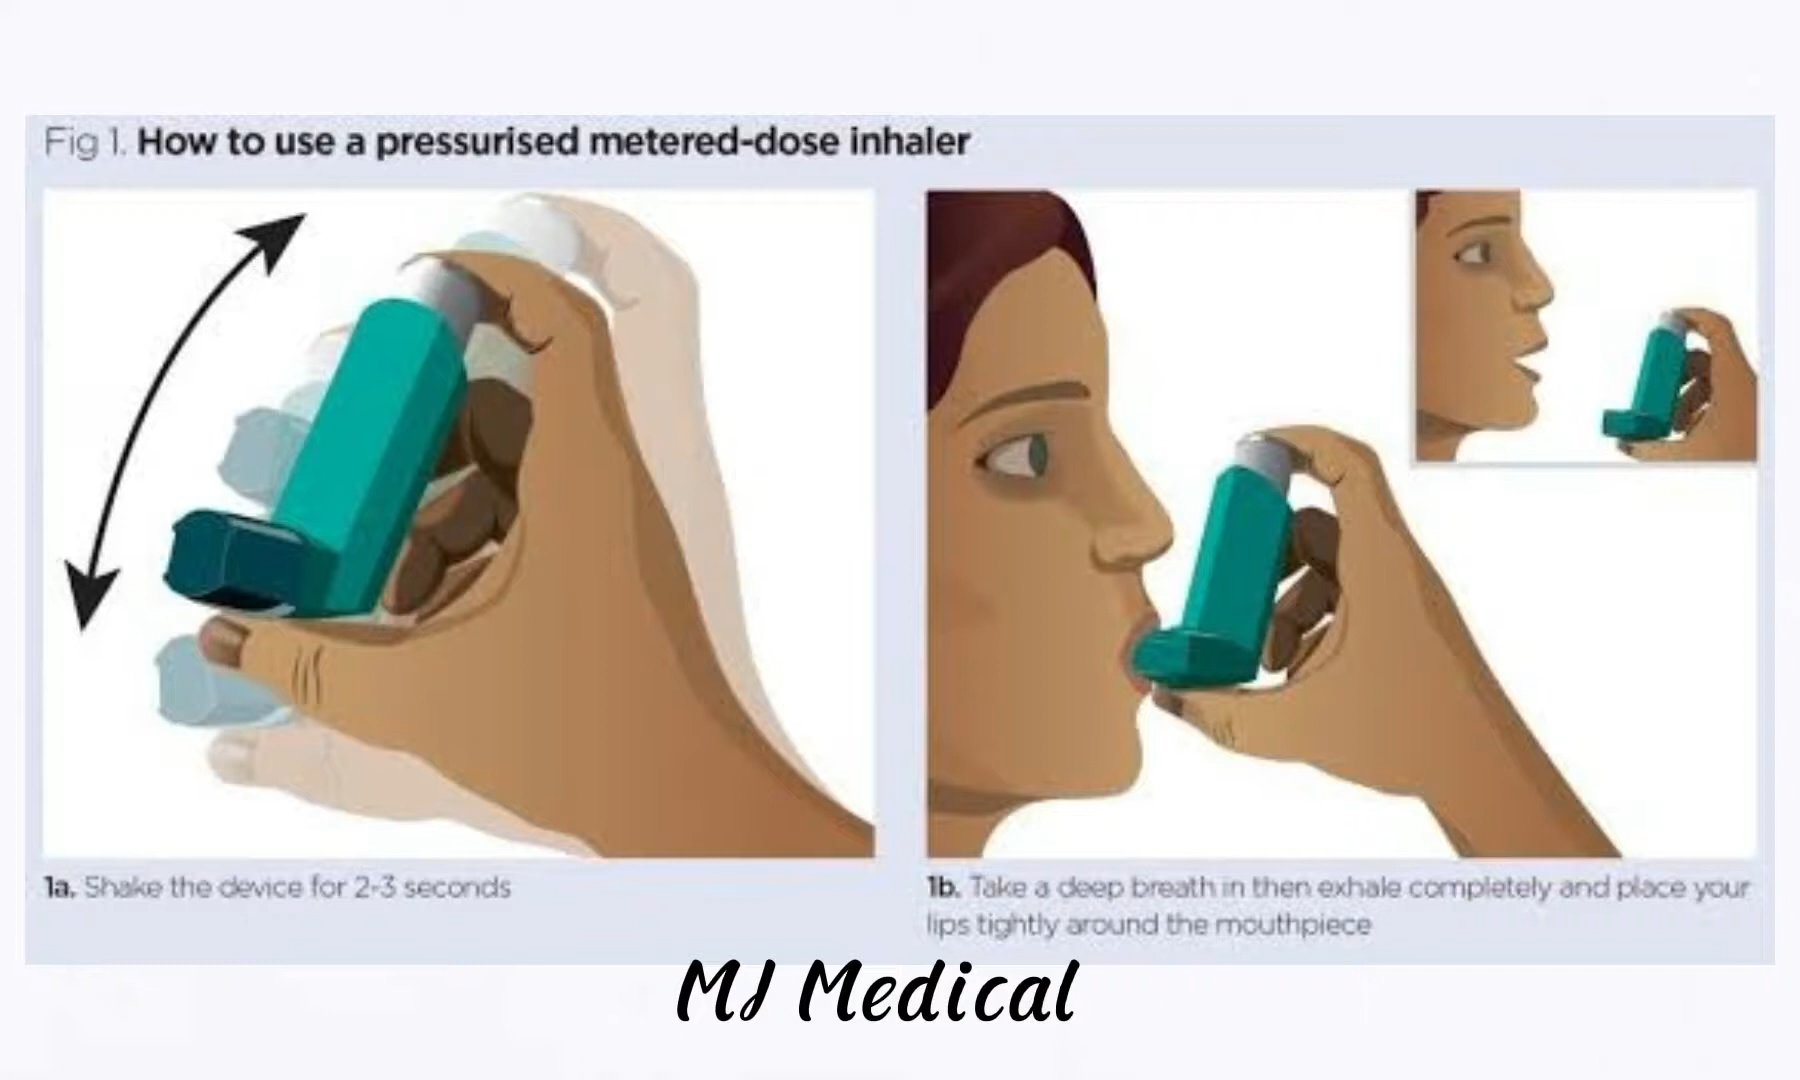 Fig 1. How to use a pressurised metered-dose inhaler
1a. Shake the device for 2-3 seconds
1b. Take a deep breath in then exhale completely and place your
lips tightly around the mouthpiece
MJ Medical